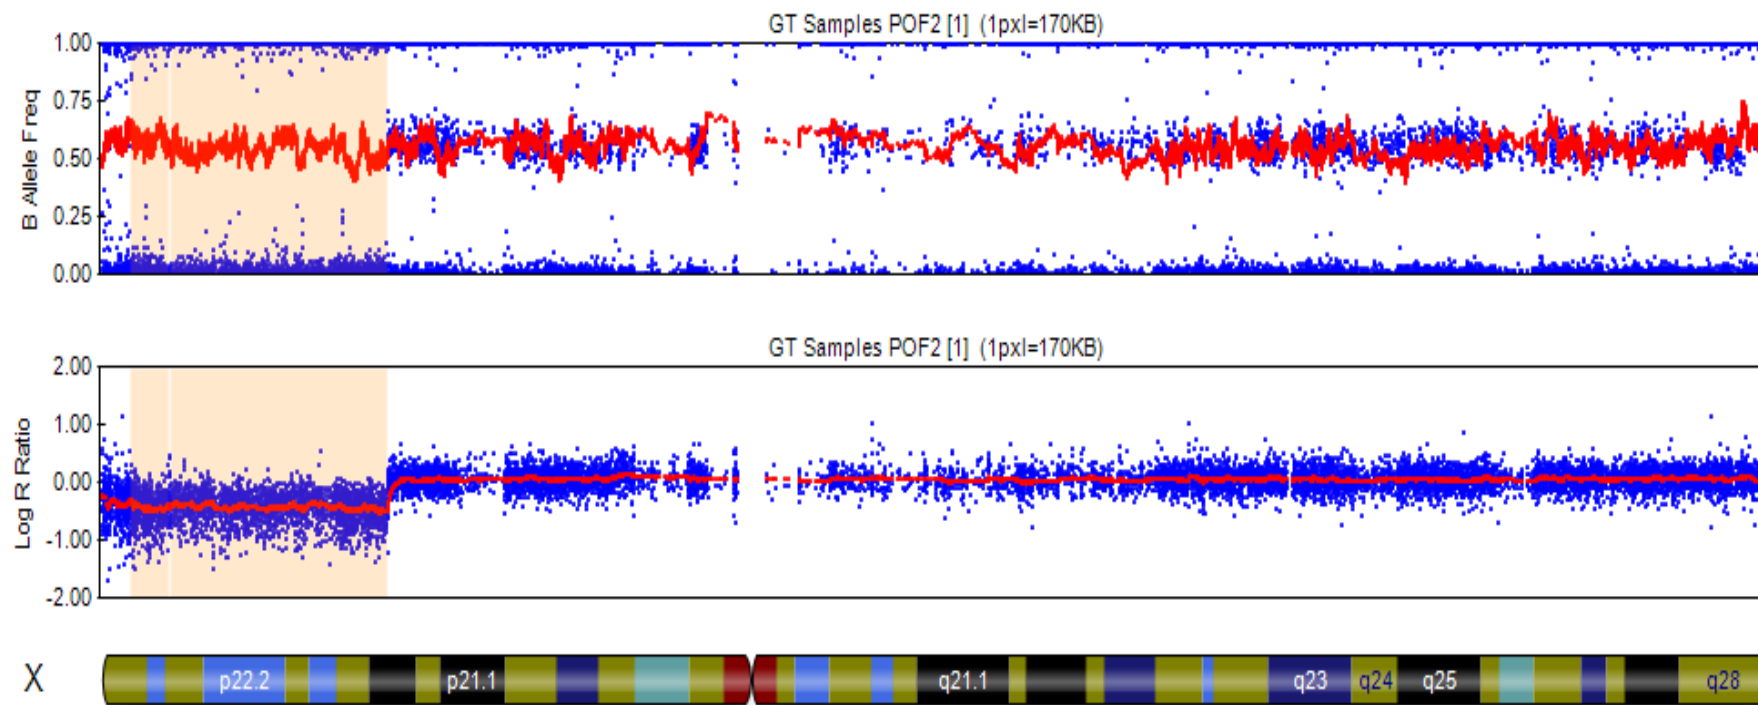 GT Samples POF2 [1] (1pxl=170KB)
1.00
0.75
0.50
0.25
0.00
B Allele Freq
GT Samples POF2 [1] (1pxl=170KB)
2.00
1.00
0.00
-1.00
-2.00
Log R Ratio
X p22.2 p21.1 q21.1 q23 q24 q25 q28